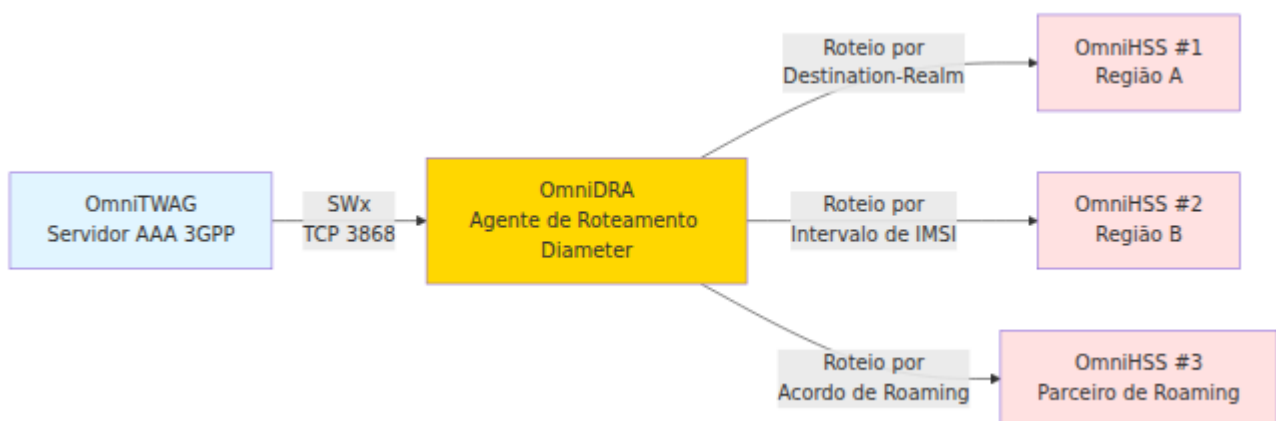 OmniTWAG
Servidor AAA 3GPP
SWx
TCP 3868
OmniDRA
Agente de Roteamento
Diameter
Roteio por
Destination-Realm
OmniHSS #1
Região A
Roteio por
Intervalo de IMSI
OmniHSS #2
Região B
Roteio por
Acordo de Roaming
OmniHSS #3
Parceiro de Roaming